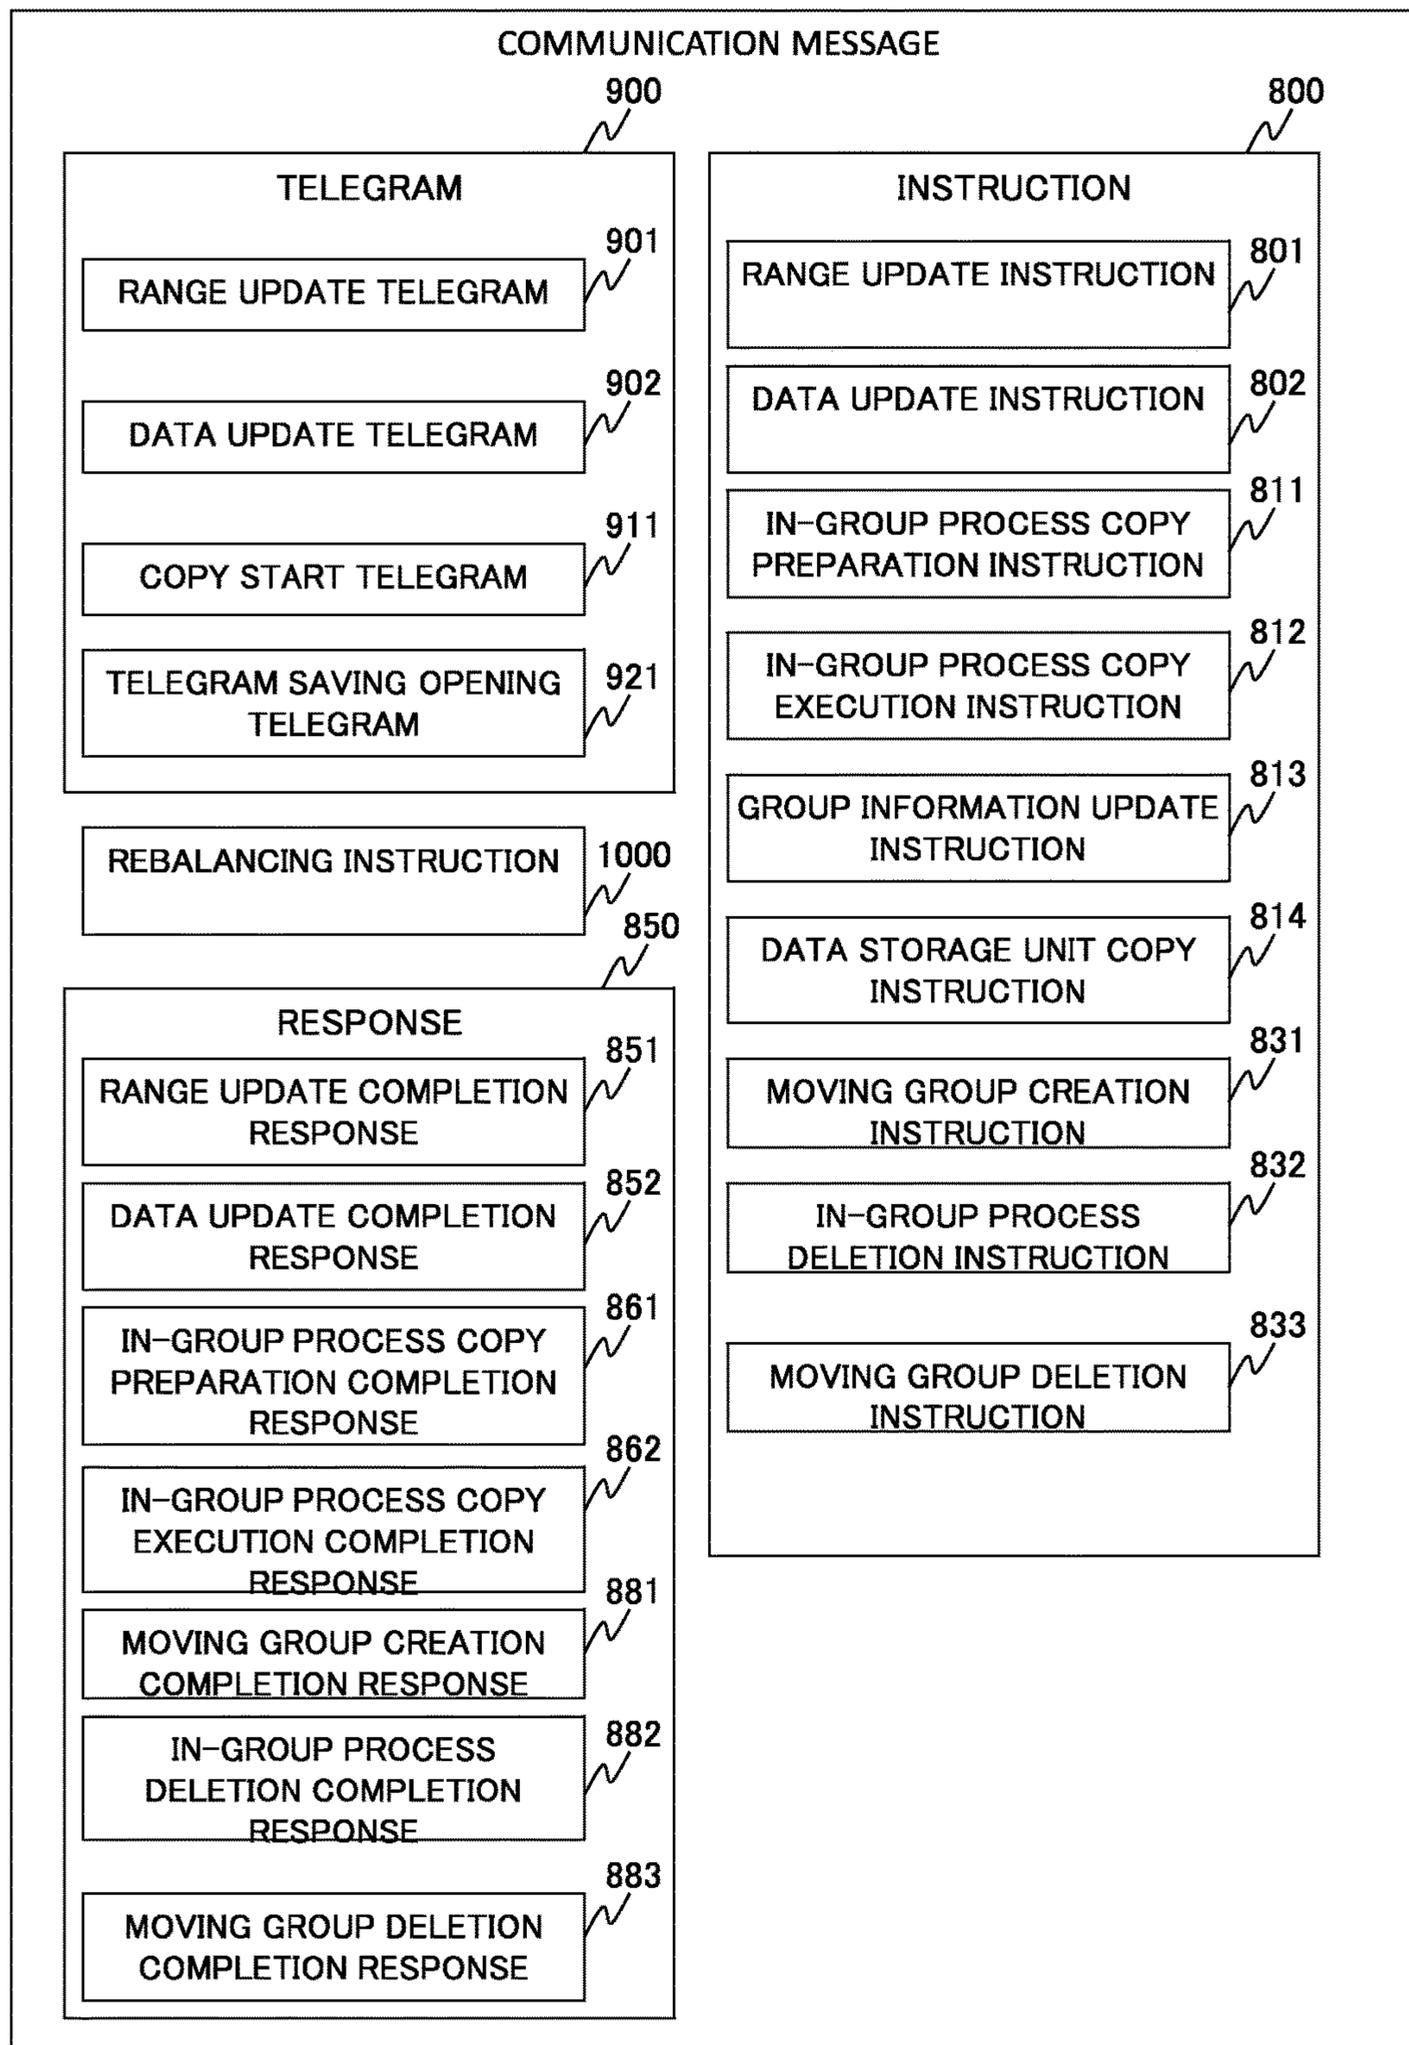 COMMUNICATION MESSAGE
900
TELEGRAM
901
RANGE UPDATE TELEGRAM
902
DATA UPDATE TELEGRAM
911
COPY START TELEGRAM
921
TELEGRAM SAVING OPENING
TELEGRAM
1000
REBALANCING INSTRUCTION
850
RESPONSE
851
RANGE UPDATE COMPLETION
RESPONSE
852
DATA UPDATE COMPLETION
RESPONSE
861
IN-GROUP PROCESS COPY
PREPARATION COMPLETION
RESPONSE
862
IN-GROUP PROCESS COPY
EXECUTION COMPLETION
RESPONSE
881
MOVING GROUP CREATION
COMPLETION RESPONSE
882
IN-GROUP PROCESS
DELETION COMPLETION
RESPONSE
883
MOVING GROUP DELETION
COMPLETION RESPONSE
800
INSTRUCTION
801
RANGE UPDATE INSTRUCTION
802
DATA UPDATE INSTRUCTION
811
IN-GROUP PROCESS COPY
PREPARATION INSTRUCTION
812
IN-GROUP PROCESS COPY
EXECUTION INSTRUCTION
813
GROUP INFORMATION UPDATE
INSTRUCTION
814
DATA STORAGE UNIT COPY
INSTRUCTION
831
MOVING GROUP CREATION
INSTRUCTION
832
IN-GROUP PROCESS
DELETION INSTRUCTION
833
MOVING GROUP DELETION
INSTRUCTION